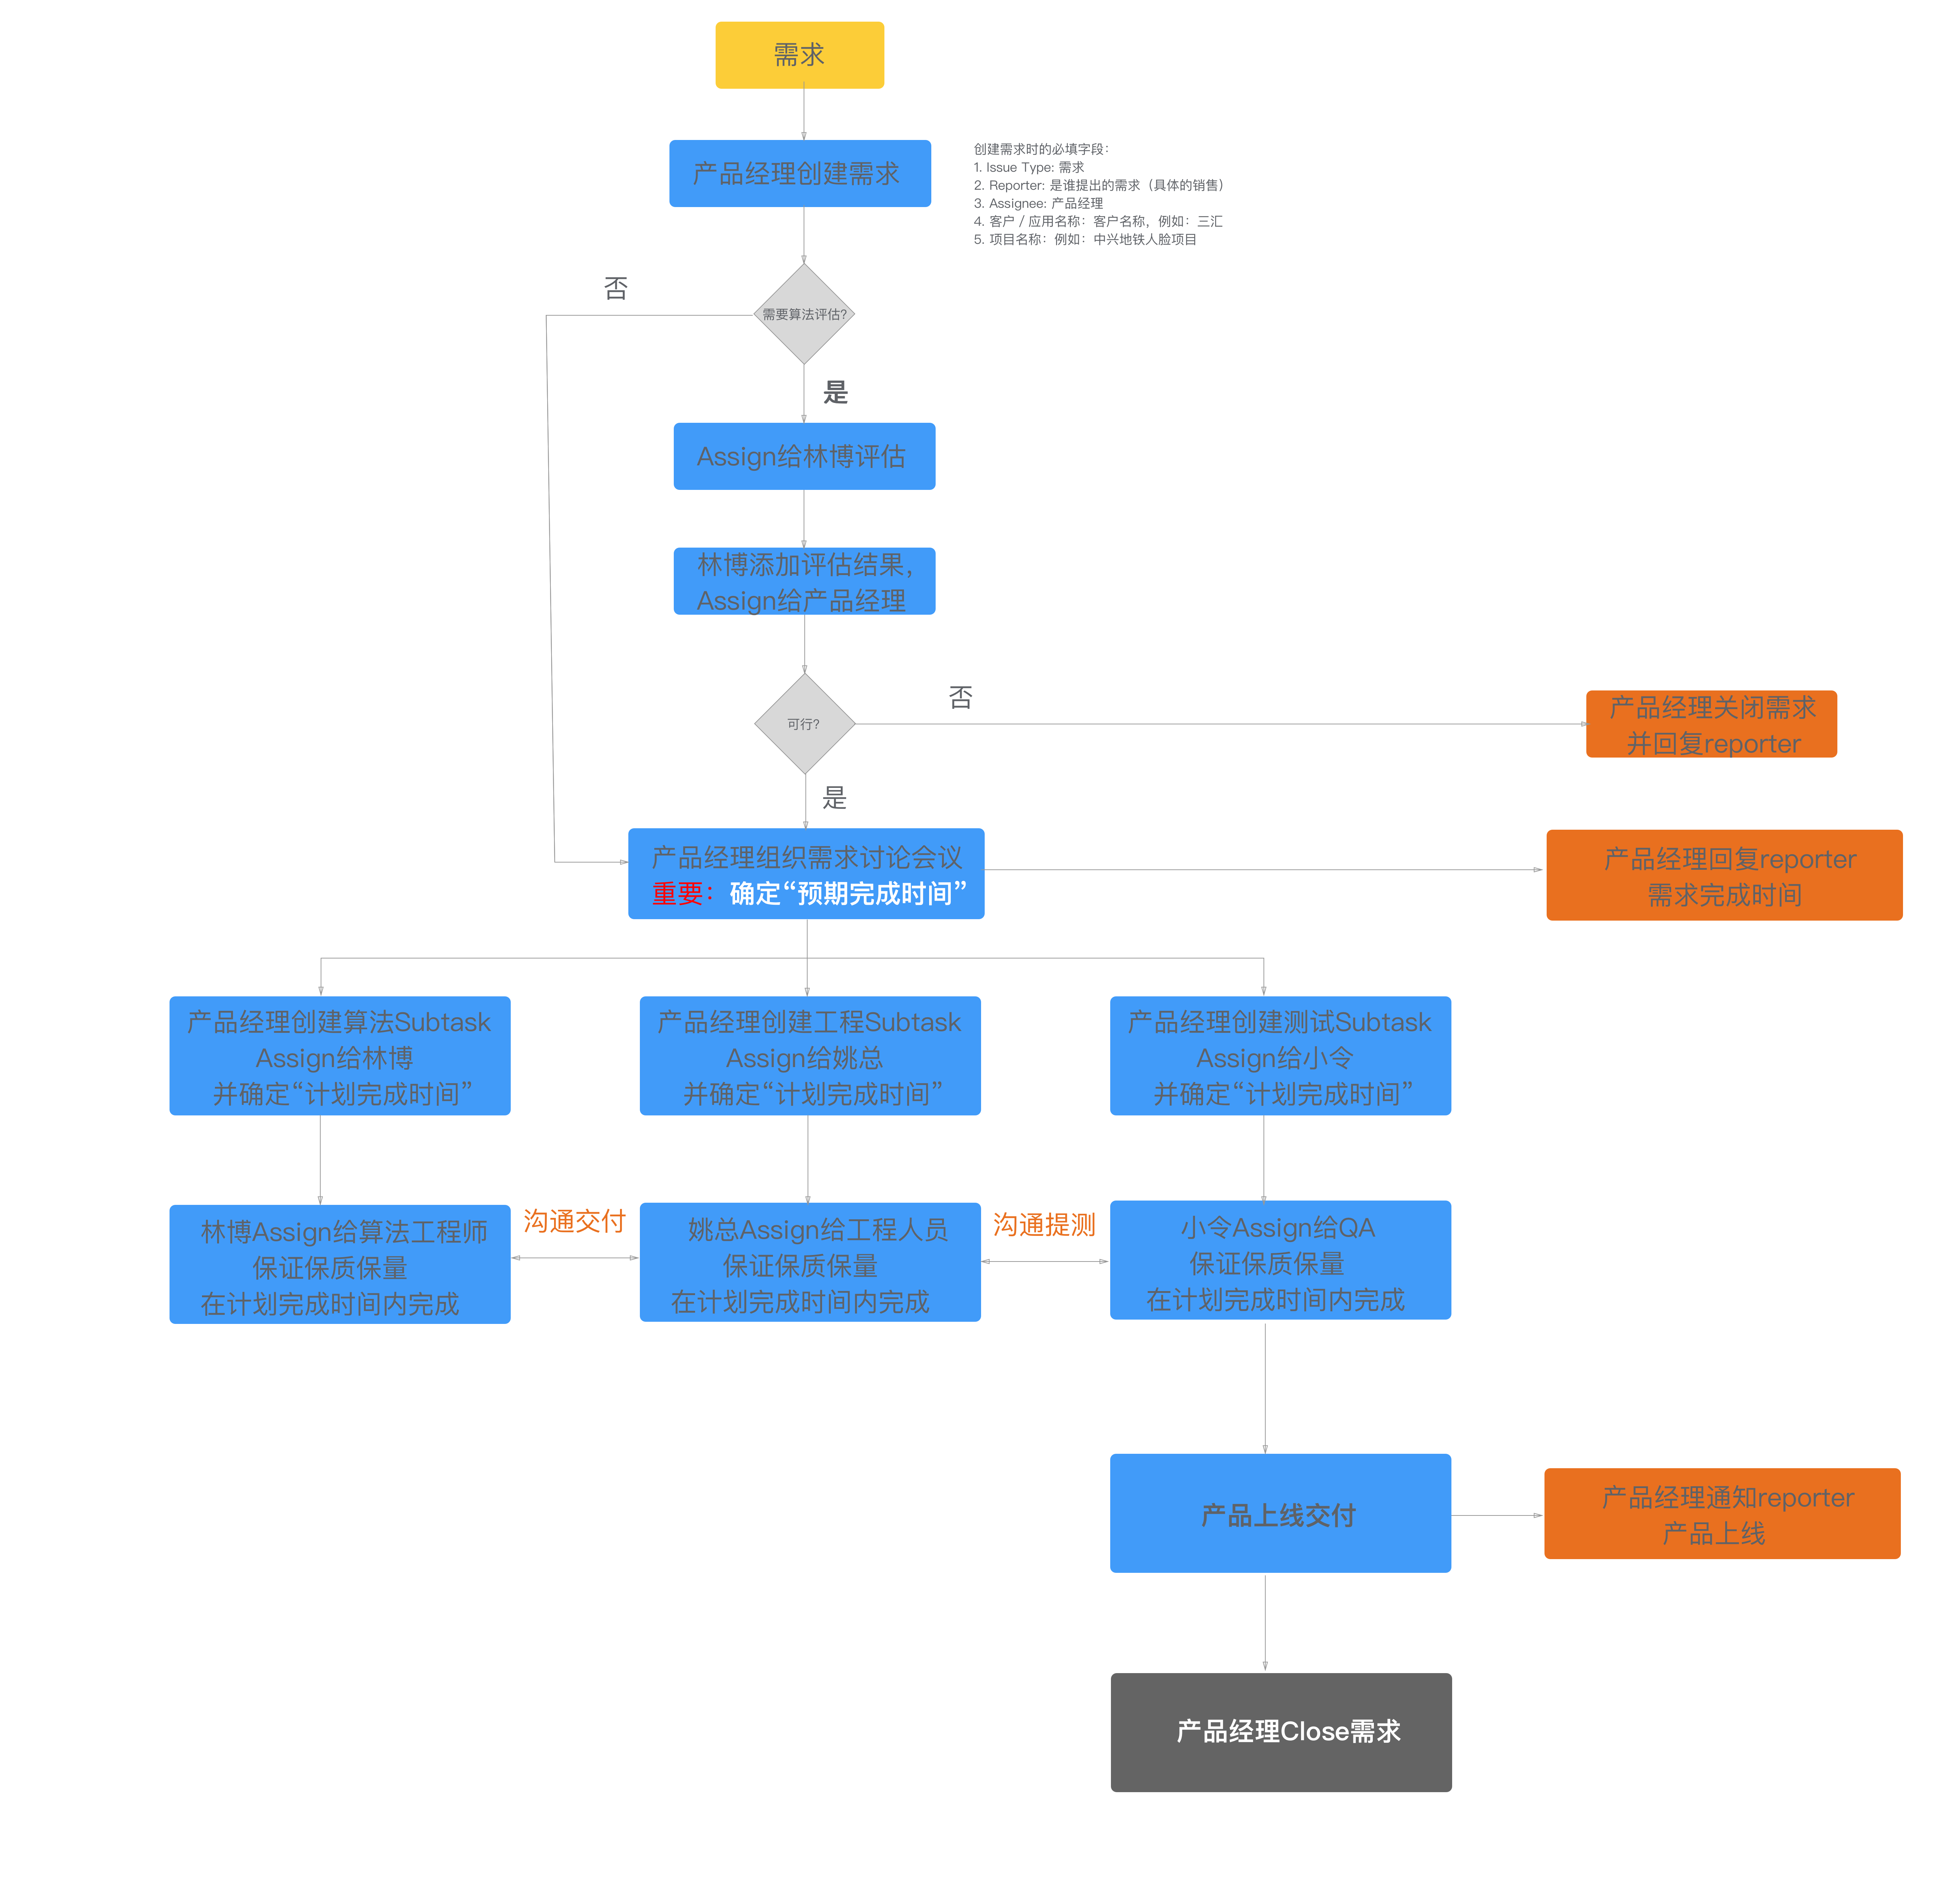 需求
产品经理创建需求
创建需求时的必填字段：
1. Issue Type: 需求
2. Reporter: 是谁提出的需求（具体的销售）
3. Assignee: 产品经理
4. 客户 / 应用名称：客户名称，例如：三汇
5. 项目名称：例如：中兴地铁人脸项目
否
需要算法评估?
是
Assign给林博评估
林博添加评估结果，
Assign给产品经理
否
可行?
产品经理关闭需求
并回复reporter
是
产品经理组织需求讨论会议
重要：确定“预期完成时间”
产品经理回复reporter
需求完成时间
产品经理创建算法Subtask
Assign给林博
并确定“计划完成时间”
产品经理创建工程Subtask
Assign给姚总
并确定“计划完成时间”
产品经理创建测试Subtask
Assign给小令
并确定“计划完成时间”
林博Assign给算法工程师
保证保质保量
在计划完成时间内完成
沟通交付
姚总Assign给工程人员
保证保质保量
在计划完成时间内完成
沟通提测
小令Assign给QA
保证保质保量
在计划完成时间内完成
产品上线交付
产品经理通知reporter
产品上线
产品经理Close需求